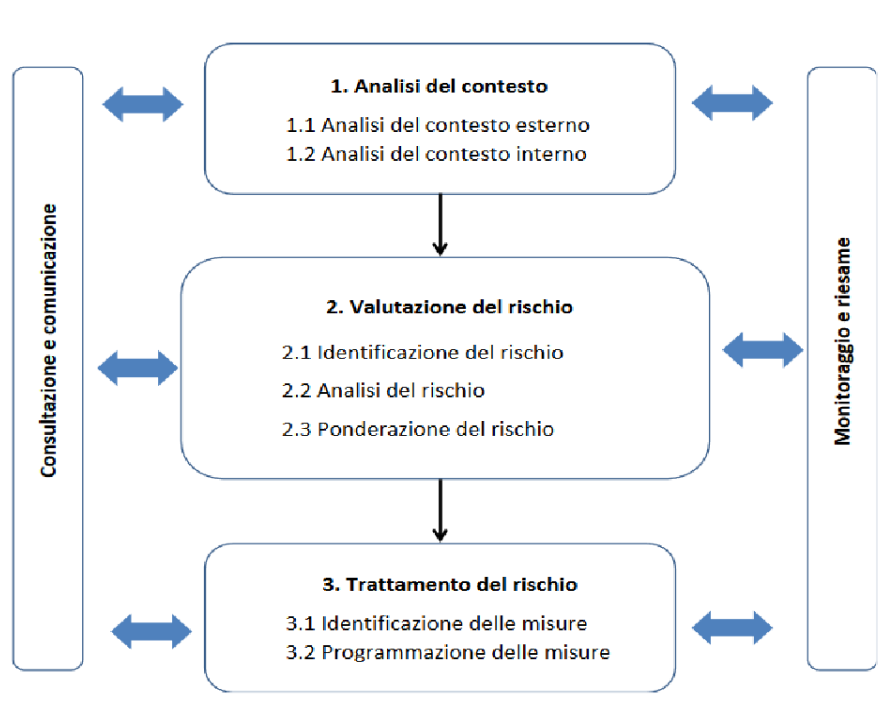 Consultazione e comunicazione
1. Analisi del contesto
1.1 Analisi del contesto esterno
1.2 Analisi del contesto interno
2. Valutazione del rischio
2.1 Identificazione del rischio
2.2 Analisi del rischio
2.3 Ponderazione del rischio
3. Trattamento del rischio
3.1 Identificazione delle misure
3.2 Programmazione delle misure
Monitoraggio e riesame